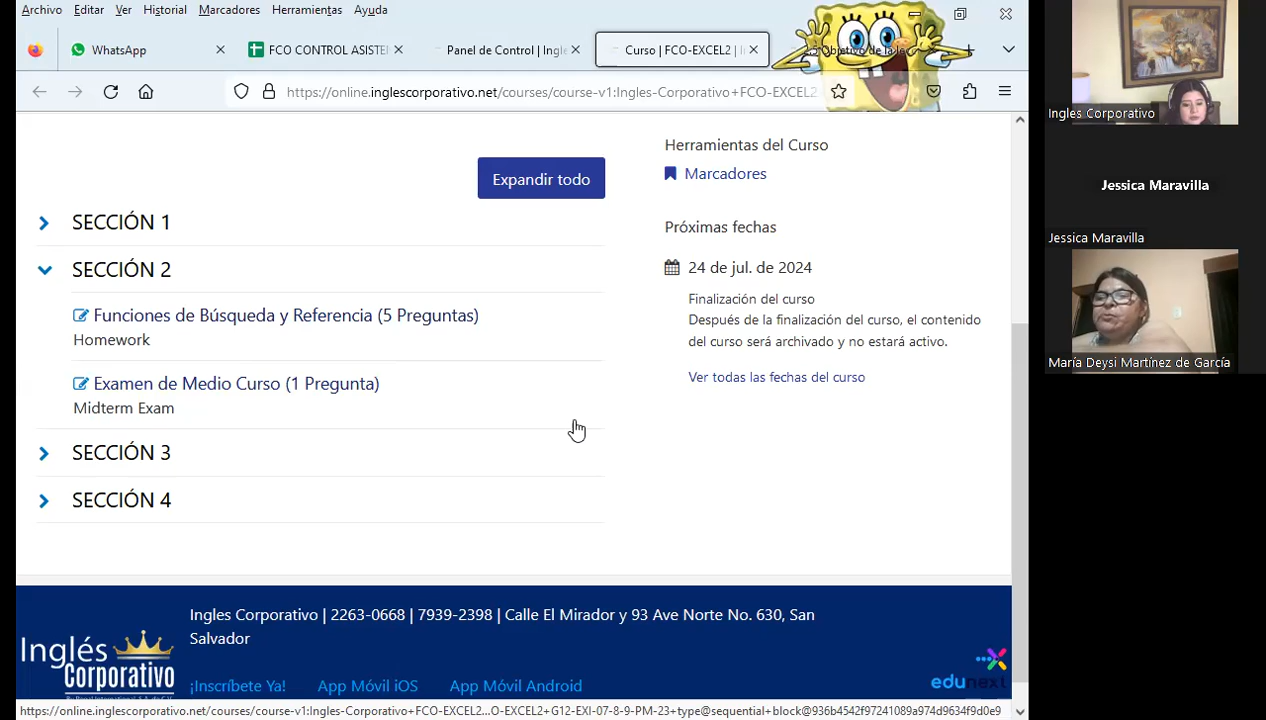 Archivo Editar Ver Historial Marcadores Herramientas Ayuda
WhatsApp
FCO CONTROL ASISTE
Panel de Control | Ingle
Curso | FCO-EXCEL2 | I
Objetivo de la
https://online.inglescorporativo.net/courses/course-v1:Ingles-Corporativo+FCO-EXCEL2
Herramientas del Curso
Marcadores
Expandir todo
SECCIÓN 1
Próximas fechas
24 de jul. de 2024
SECCIÓN 2
Finalización del curso
Después de la finalización del curso, el contenido
del curso será archivado y no estará activo.
Funciones de Búsqueda y Referencia (5 Preguntas)
Homework
Ver todas las fechas del curso
Examen de Medio Curso (1 Pregunta)
Midterm Exam
SECCIÓN 3
SECCIÓN 4
Ingles Corporativo | 2263-0668 | 7939-2398 | Calle El Mirador y 93 Ave Norte No. 630, San
Salvador
Inglés
Corporativo
¡Inscríbete Ya! App Móvil iOS App Móvil Android
edunext
https://online.inglescorporativo.net/courses/course-v1:Ingles-Corporativo+FCO-EXCEL2...O-EXCEL2+G12-EXI-07-8-9-PM-23+type@sequential+block@936b4542f97241089a974d9634f9d0e9
Ingles Corporativo
Jessica Maravilla
Jessica Maravilla
María Deysi Martínez de García